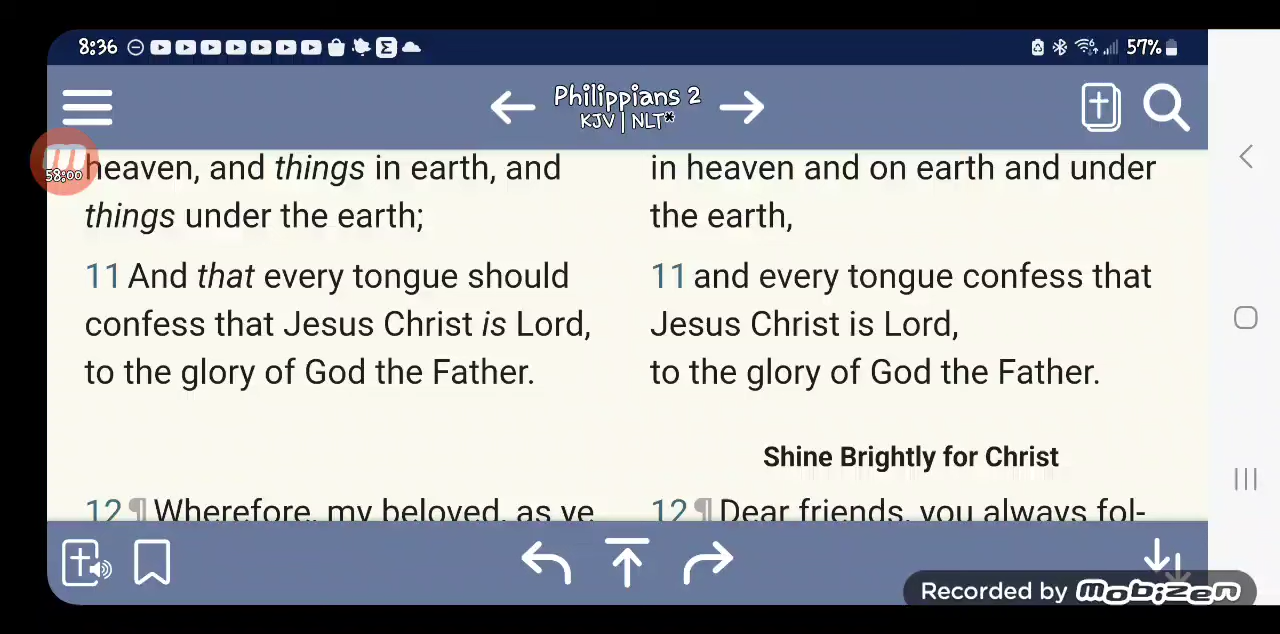 8:36
57%
Philippians 2
KJV | NLT*
58:00
heaven, and things in earth, and
things under the earth;
11 And that every tongue should
confess that Jesus Christ is Lord,
to the glory of God the Father.
12 ¶ Wherefore, my beloved, as ye
in heaven and on earth and under
the earth,
11 and every tongue confess that
Jesus Christ is Lord,
to the glory of God the Father.
Shine Brightly for Christ
12 ¶ Dear friends, you always fol-
Recorded by Mobizen